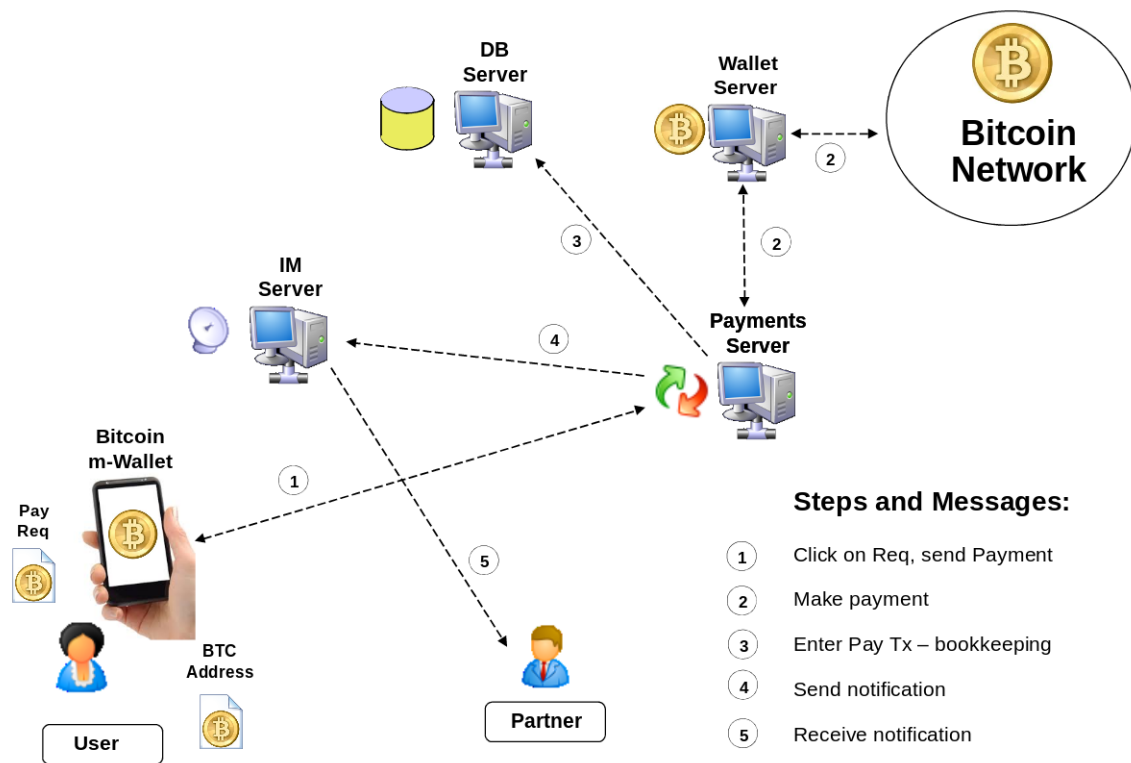 DB
Server
Wallet
Server
Bitcoin
Network
2
2
3
IM
Server
Payments
Server
4
Bitcoin
m-Wallet
1
Pay
Req
5
BTC
Address
User
Partner
Steps and Messages:
1 Click on Req, send Payment
2 Make payment
3 Enter Pay Tx – bookkeeping
4 Send notification
5 Receive notification